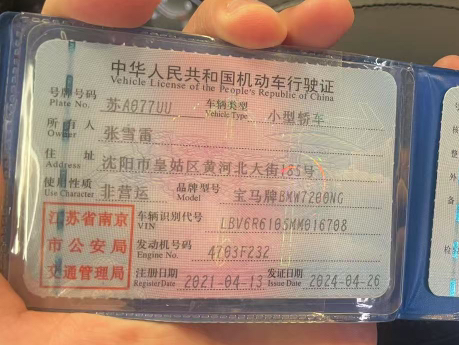 中华人民共和国机动车行驶证
Vehicle License of the People's Republic of China
号牌号码 Plate No. 苏A077UU 车辆类型 Vehicle Type 小型轿车
所有人 Owner 张雪雷
住址 Address 沈阳市皇姑区黄河北大街185号
使用性质 Use Character 非营运 品牌型号 Model 宝马牌BMW7200NG
江苏省南京市公安局交通管理局
车辆识别代号 VIN LBV6R6105MM016708
发动机号码 Engine No. 4703F232
注册日期 Register Date 2021-04-13 发证日期 Issue Date 2024-04-26